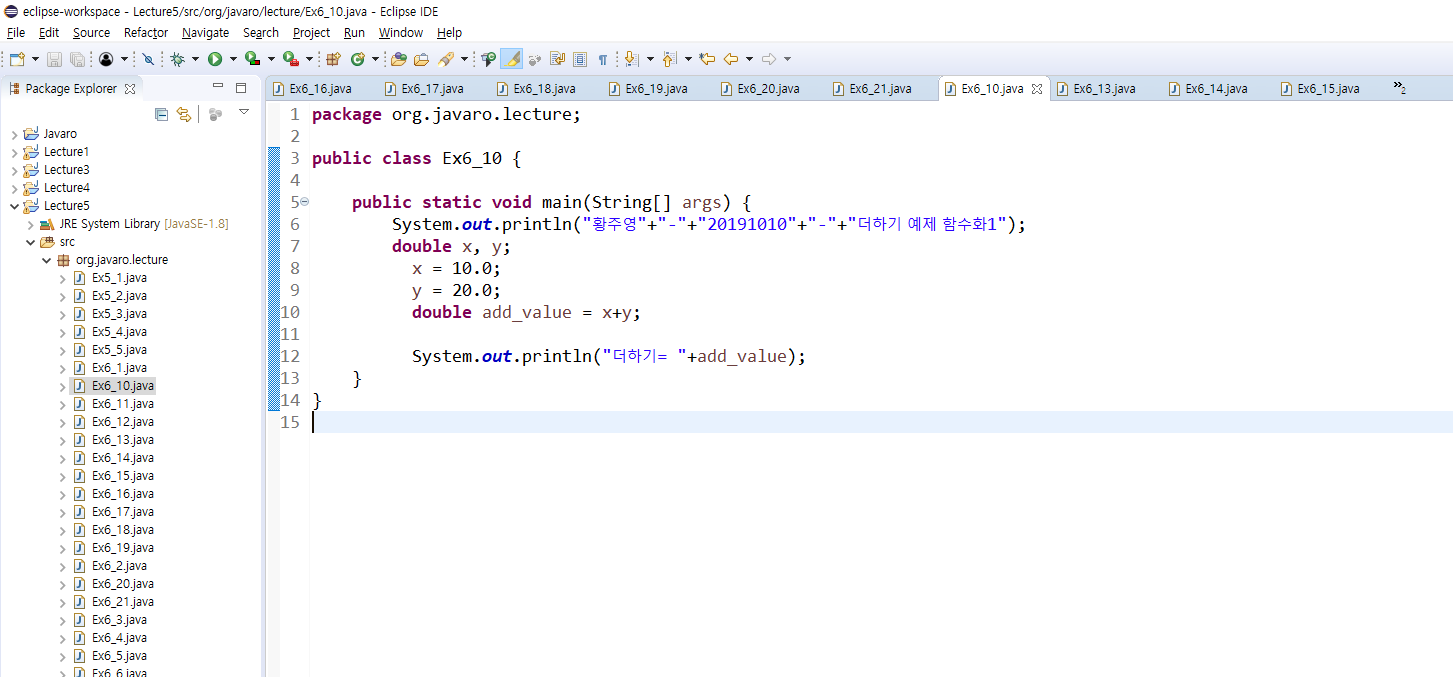 eclipse-workspace - Lecture5/src/org/javaro/lecture/Ex6_10.java - Eclipse IDE
File Edit Source Refactor Navigate Search Project Run Window Help
Package Explorer
Javaro
Lecture1
Lecture3
Lecture4
Lecture5
JRE System Library [JavaSE-1.8]
src
org.javaro.lecture
Ex5_1.java
Ex5_2.java
Ex5_3.java
Ex5_4.java
Ex5_5.java
Ex6_1.java
Ex6_10.java
Ex6_11.java
Ex6_12.java
Ex6_13.java
Ex6_14.java
Ex6_15.java
Ex6_16.java
Ex6_17.java
Ex6_18.java
Ex6_19.java
Ex6_2.java
Ex6_20.java
Ex6_21.java
Ex6_3.java
Ex6_4.java
Ex6_5.java
Ex6_6.java
Ex6_16.java Ex6_17.java Ex6_18.java Ex6_19.java Ex6_20.java Ex6_21.java Ex6_10.java Ex6_13.java Ex6_14.java Ex6_15.java »2
1 package org.javaro.lecture;
2
3 public class Ex6_10 {
4
5 public static void main(String[] args) {
6 System.out.println("황주영"+"-"+"20191010"+"-"+"더하기 예제 함수화1");
7 double x, y;
8 x = 10.0;
9 y = 20.0;
10 double add_value = x+y;
11
12 System.out.println("더하기= "+add_value);
13 }
14 }
15